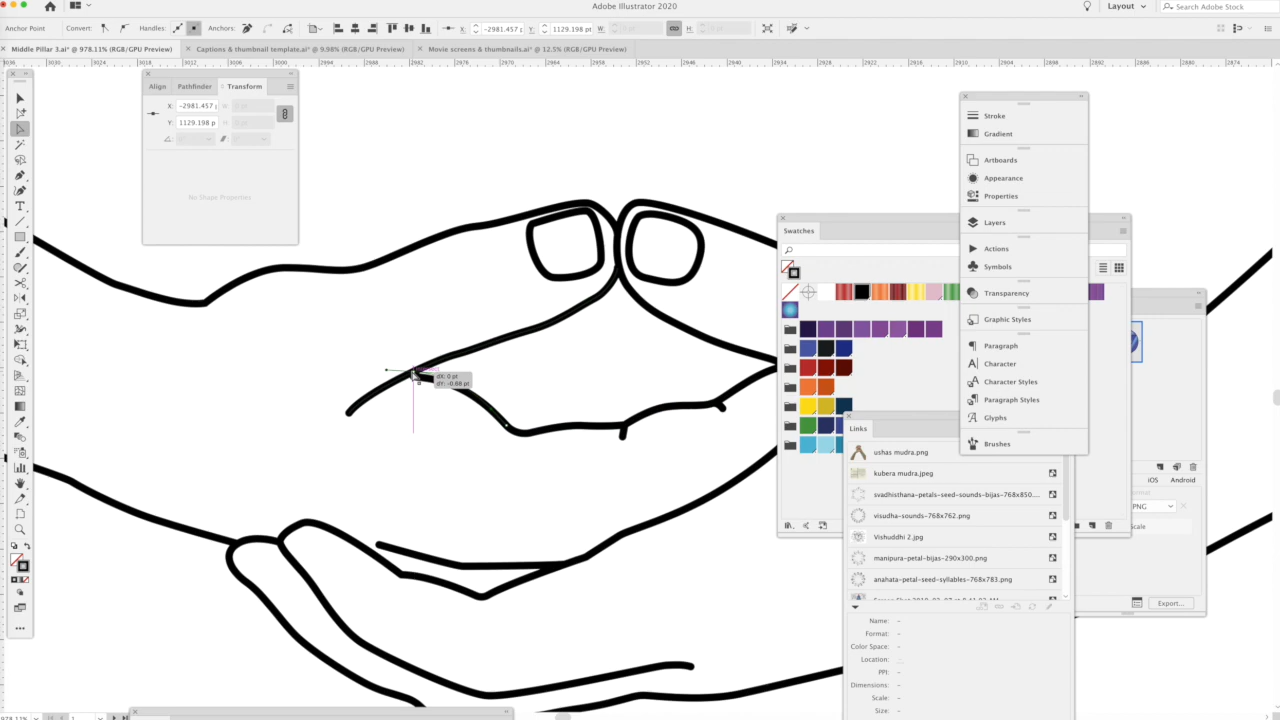 Adobe Illustrator 2020
Layout
Search Adobe Stock
Anchor Point
Convert:
Handles:
Anchors:
X:
-2981.457 p
Y:
1129.198 pt
W:
H:
Middle Pillar 3.ai* @ 978.11% (RGB/GPU Preview)
Captions & thumbnail template.ai* @ 9.98% (RGB/GPU Preview)
Movie screens & thumbnails.ai* @ 12.5% (RGB/GPU Preview)
Align
Pathfinder
Transform
X:
-2981.457 p
Y:
1129.198 p
No Shape Properties
dX: 0 pt
dY: -0.66 pt
Swatches
Stroke
Gradient
Artboards
Appearance
Properties
Layers
Actions
Symbols
Transparency
Graphic Styles
Paragraph
Character
Character Styles
Paragraph Styles
Glyphs
Brushes
Links
ushas mudra.png
kubera mudra.jpeg
svadhisthana-petals-seed-sounds-bijas-768x850....
visudha-sounds-768x762.png
Vishuddhi 2.jpg
manipura-petal-bijas-290x300.png
anahata-petal-seed-syllables-768x783.png
Name: –
Format: –
Color Space: –
Location:
PPI: –
Dimensions: –
Scale: –
Size: –
iOS
Android
PNG
Scale
Export...
978.11%
1